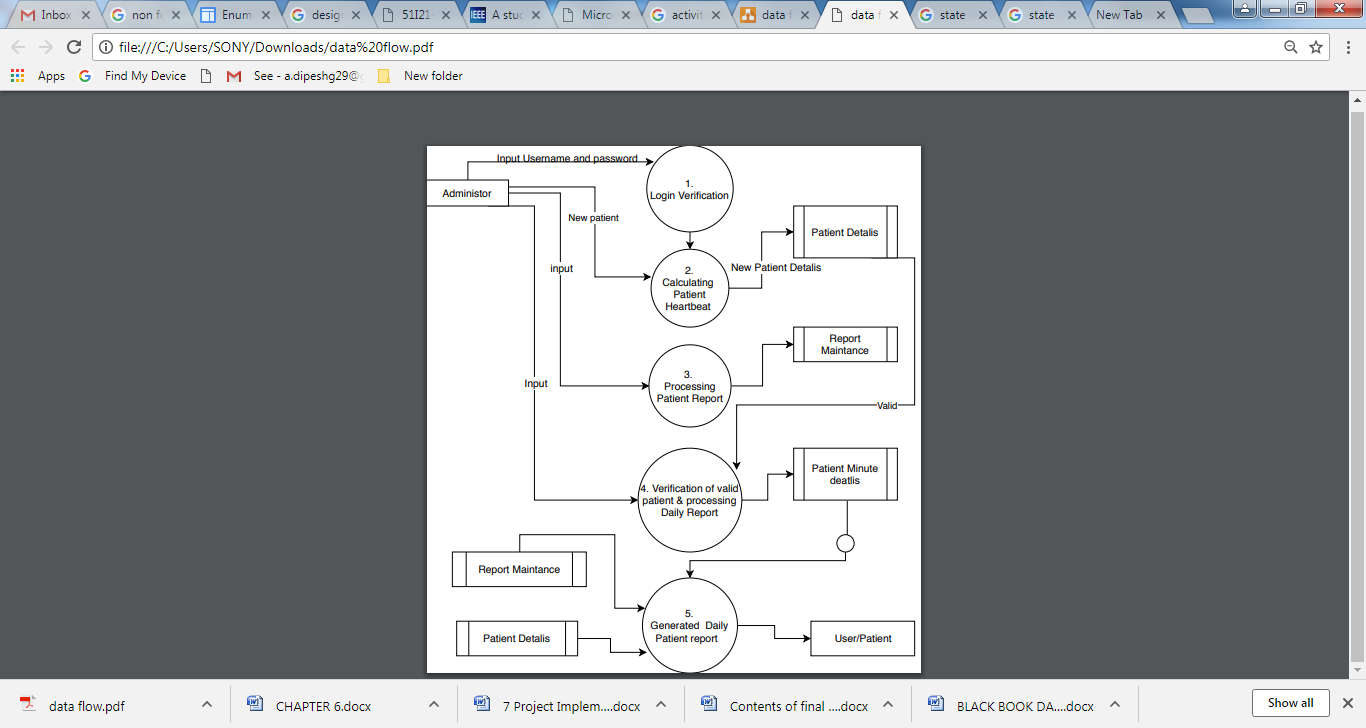 Inbox
non f
Enum
desig
51I21
A stu
Micro
activit
data f
data f
state
state
New Tab
file:///C:/Users/SONY/Downloads/data%20flow.pdf
Apps
Find My Device
See - a.dipeshg29@
New folder
Input Username and password
Administor
1.
Login Verification
New patient
Patient Detalis
input
2.
Calculating
Patient
Heartbeat
New Patient Detalis
Report
Maintance
3.
Processing
Patient Report
Input
Valid
Patient Minute
deatlis
4. Verification of valid
patient & processing
Daily Report
Report Maintance
5.
Generated Daily
Patient report
Patient Detalis
User/Patient
data flow.pdf
CHAPTER 6.docx
7 Project Implem....docx
Contents of final ....docx
BLACK BOOK DA....docx
Show all